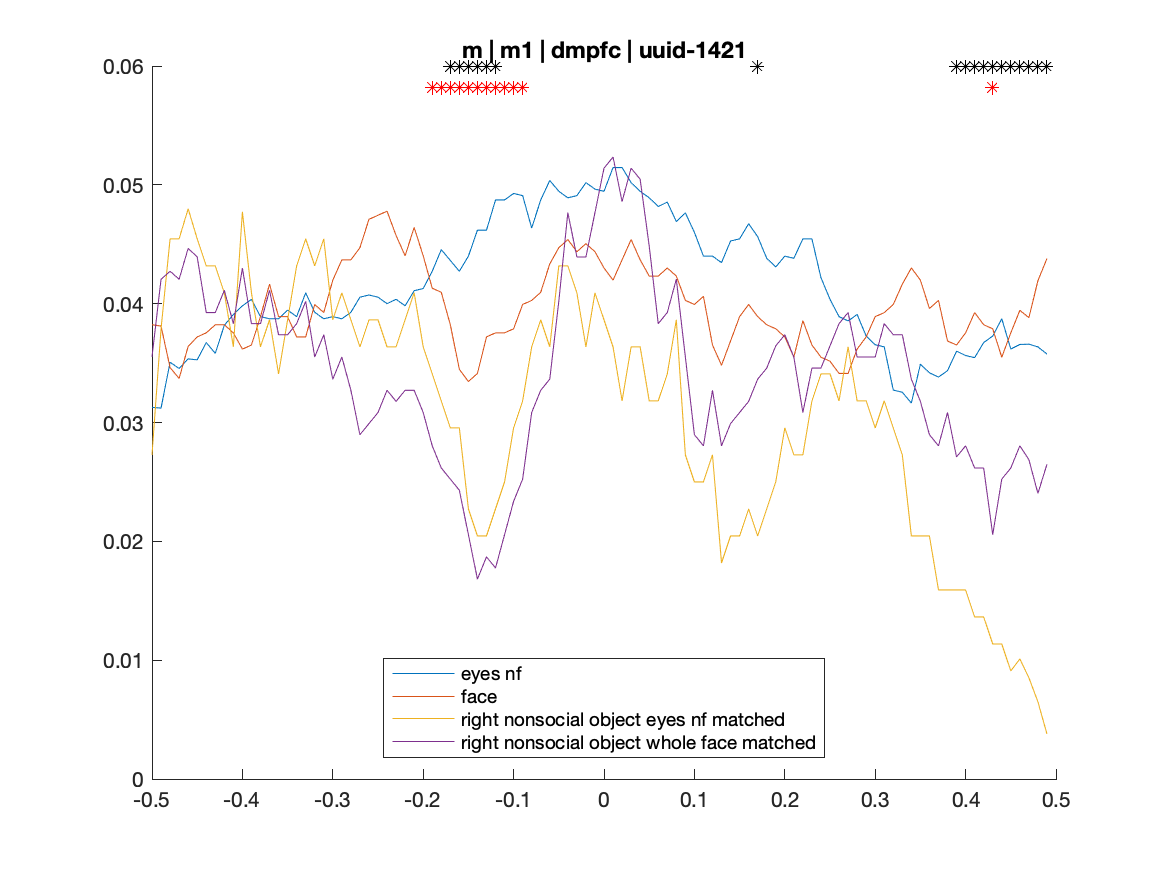 m | m1 | dmpfc | uuid-1421
0.06
0.05
0.04
0.03
0.02
0.01
0
eyes nf
face
right nonsocial object eyes nf matched
right nonsocial object whole face matched
-0.5 -0.4 -0.3 -0.2 -0.1 0 0.1 0.2 0.3 0.4 0.5